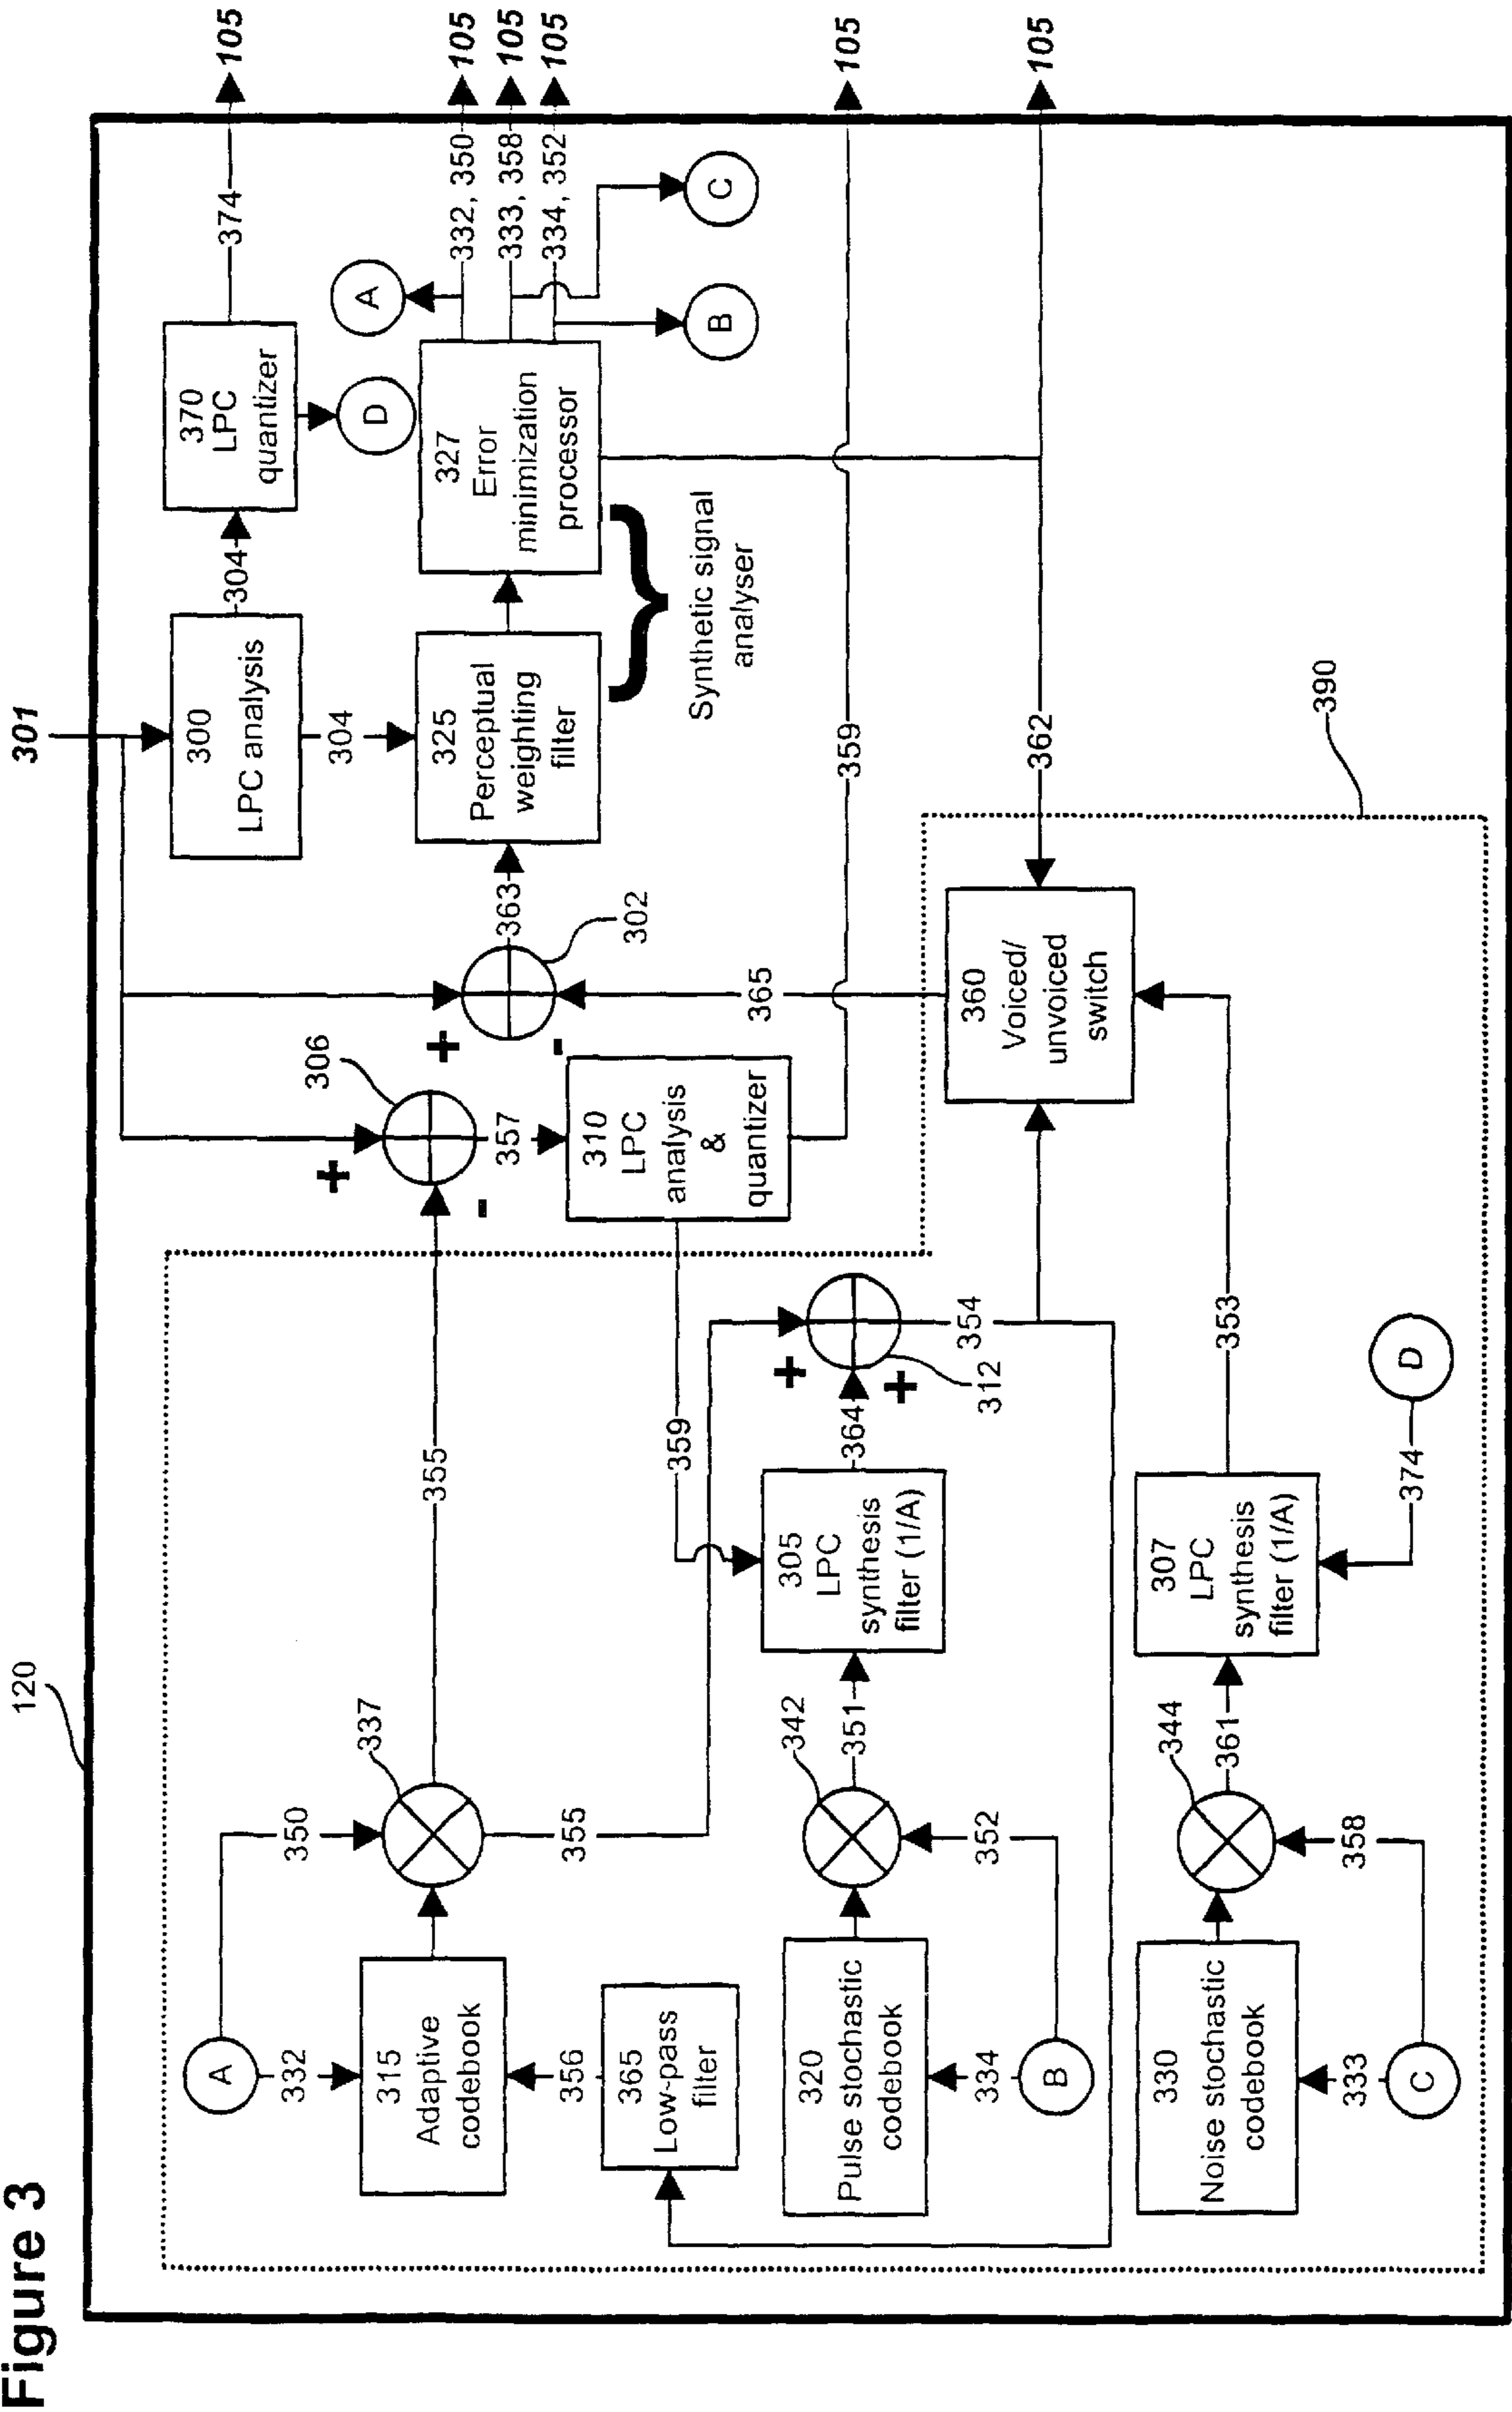 Figure 3
120
301
105
105
105
105
105
105
300
LPC analysis
304
304
370
LPC
quantizer
374
D
A
332, 350
333, 358
334, 352
C
B
327
Error
minimization
processor
325
Perceptual
weighting
filter
Synthetic signal
analyser
363
302
+
-
306
+
-
357
310
LPC
analysis
&
quantizer
359
359
365
362
390
360
Voiced/
unvoiced
switch
A
350
332
337
355
355
315
Adaptive
codebook
356
365
Low-pass
filter
320
Pulse stochastic
codebook
334
B
352
342
351
305
LPC
synthesis
filter (1/A)
364
+
+
312
354
330
Noise stochastic
codebook
333
C
358
344
361
307
LPC
synthesis
filter (1/A)
353
374
D